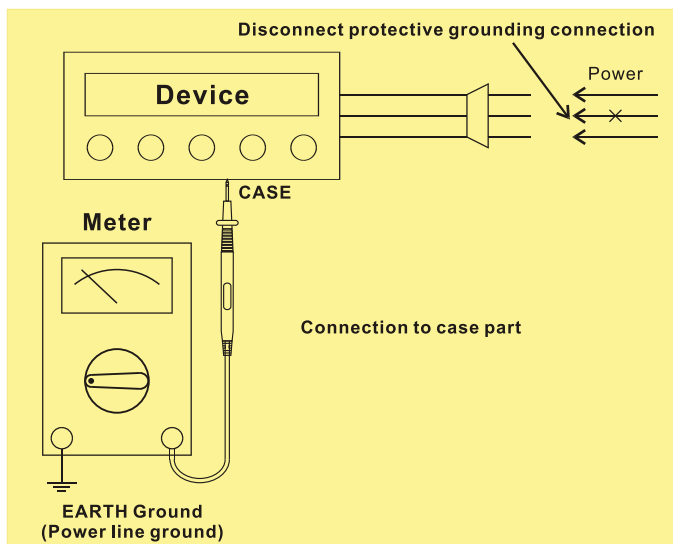 Disconnect protective grounding connection
Power
Device
CASE
Meter
Connection to case part
EARTH Ground
(Power line ground)